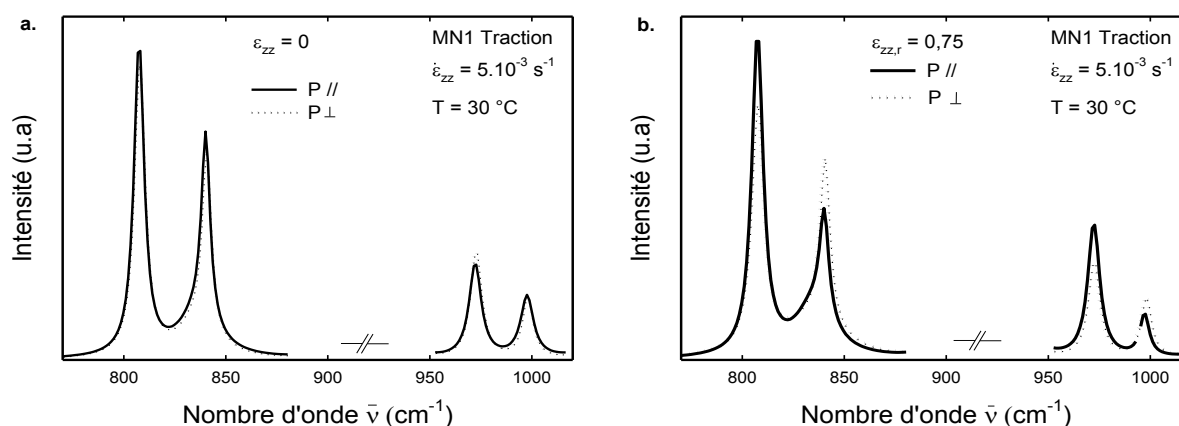 a.
ε_zz = 0
MN1 Traction
ε̇_zz = 5.10^-3 s^-1
T = 30 °C
P //
P ⊥
Intensité (u.a)
800
850
900
950
1000
Nombre d'onde ν̄ (cm^-1)
b.
ε_zz,r = 0,75
MN1 Traction
ε̇_zz = 5.10^-3 s^-1
T = 30 °C
P //
P ⊥
Intensité (u.a)
800
850
900
950
1000
Nombre d'onde ν̄ (cm^-1)